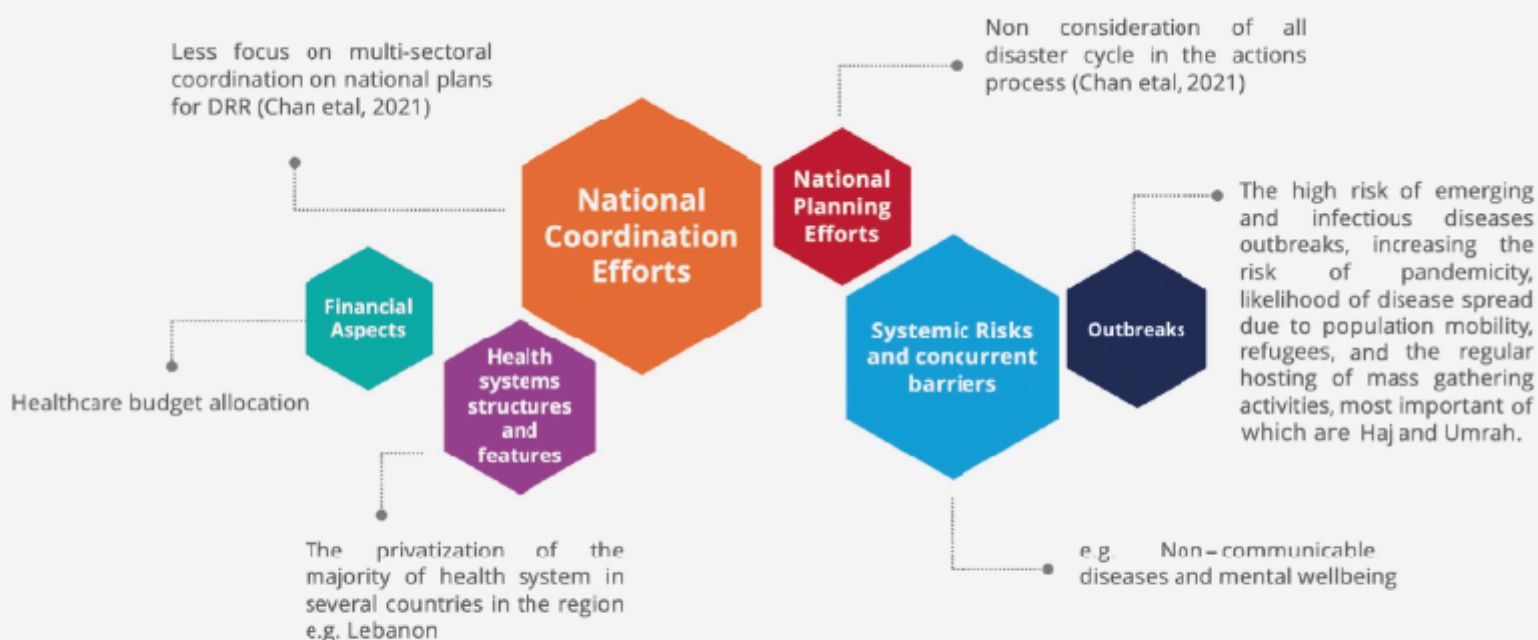 Less focus on multi-sectoral
coordination on national plans
for DRR (Chan etal, 2021)
Non consideration of all
disaster cycle in the actions
process (Chan etal, 2021)
National
Coordination
Efforts
National
Planning
Efforts
The high risk of emerging
and infectious diseases
outbreaks, increasing the
risk of pandemicity,
likelihood of disease spread
due to population mobility,
refugees, and the regular
hosting of mass gathering
activities, most important of
which are Haj and Umrah.
Financial
Aspects
Healthcare budget allocation
Health
systems
structures
and
features
Systemic Risks
and concurrent
barriers
Outbreaks
The privatization of the
majority of health system in
several countries in the region
e.g. Lebanon
e.g. Non – communicable
diseases and mental wellbeing